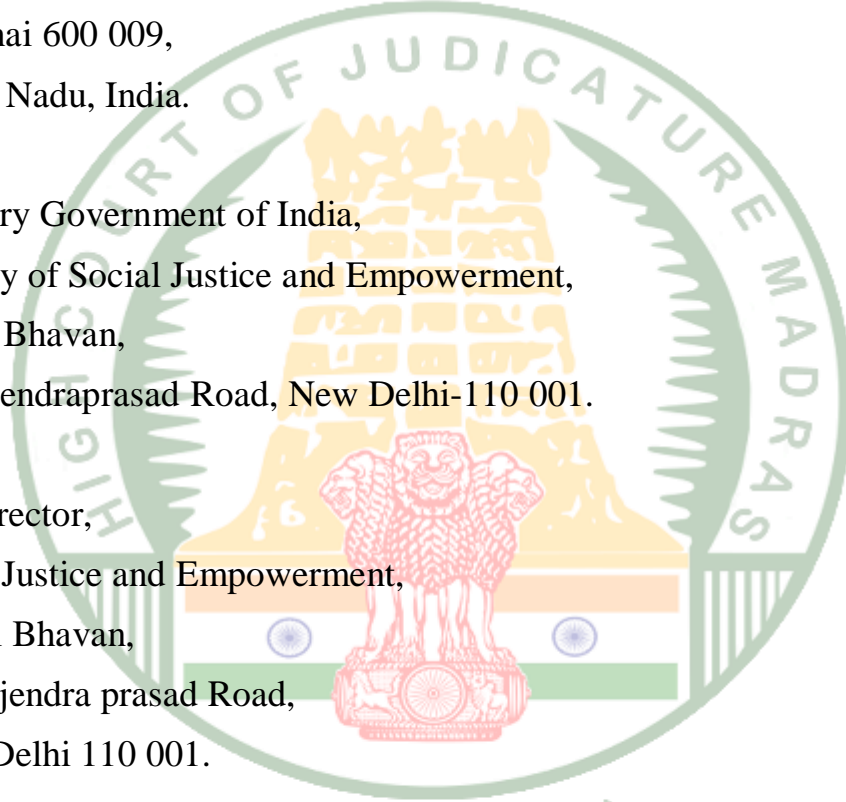 HIGH COURT OF JUDICATURE MADRAS
nai 600 009,
Nadu, India.
ry Government of India,
y of Social Justice and Empowerment,
Bhavan,
endraprasad Road, New Delhi-110 001.
rector,
Justice and Empowerment,
Bhavan,
jendra prasad Road,
Delhi 110 001.